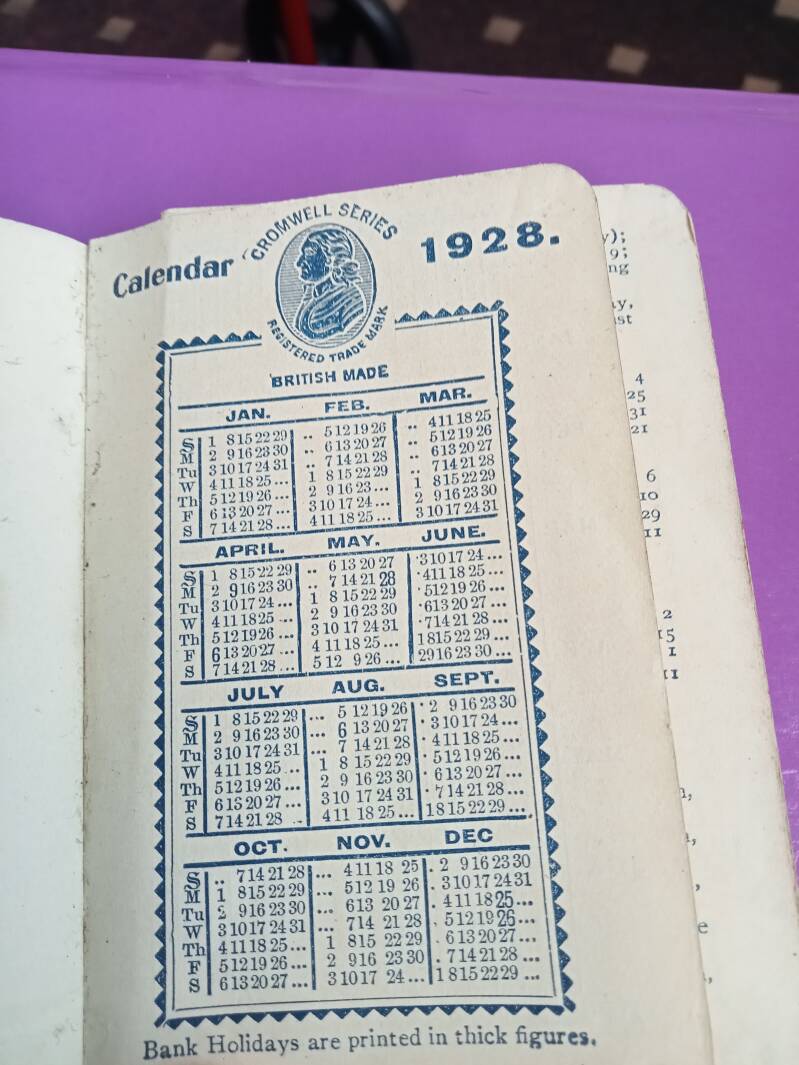 CROMWELL SERIES
Calendar 1928.
REGISTERED TRADE MARK
BRITISH MADE
JAN. FEB. MAR.
S 1 8 15 22 29 .. 5 12 19 26 .. 4 11 18 25
M 2 9 16 23 30 .. 6 13 20 27 .. 5 12 19 26
Tu 3 10 17 24 31 .. 7 14 21 28 .. 6 13 20 27
W 4 11 18 25 ... 1 8 15 22 29 .. 7 14 21 28
Th 5 12 19 26 ... 2 9 16 23 ... 1 8 15 22 29
F 6 13 20 27 ... 3 10 17 24 ... 2 9 16 23 30
S 7 14 21 28 ... 4 11 18 25 ... 3 10 17 24 31
APRIL. MAY. JUNE.
S 1 8 15 22 29 .. 6 13 20 27 . 3 10 17 24 ...
M 2 9 16 23 30 .. 7 14 21 28 . 4 11 18 25 ...
Tu 3 10 17 24 ... 1 8 15 22 29 . 5 12 19 26 ...
W 4 11 18 25 ... 2 9 16 23 30 . 6 13 20 27 ...
Th 5 12 19 26 ... 3 10 17 24 31 . 7 14 21 28 ...
F 6 13 20 27 ... 4 11 18 25 ... 1 8 15 22 29 ...
S 7 14 21 28 ... 5 12 9 26 ... 2 9 16 23 30 ...
JULY AUG. SEPT.
S 1 8 15 22 29 ... 5 12 19 26 . 2 9 16 23 30
M 2 9 16 23 30 ... 6 13 20 27 . 3 10 17 24 ...
Tu 3 10 17 24 31 ... 7 14 21 28 . 4 11 18 25 ...
W 4 11 18 25 .. 1 8 15 22 29 . 5 12 19 26 ...
Th 5 12 19 26 ... 2 9 16 23 30 . 6 13 20 27 ...
F 6 13 20 27 ... 3 10 17 24 31 . 7 14 21 28 ...
S 7 14 21 28 .. 4 11 18 25 ... 1 8 15 22 29 ...
OCT. NOV. DEC
S .. 7 14 21 28 ... 4 11 18 25 . 2 9 16 23 30
M 1 8 15 22 29 ... 5 12 19 26 . 3 10 17 24 31
Tu 2 9 16 23 30 ... 6 13 20 27 . 4 11 18 25 ...
W 3 10 17 24 31 ... 7 14 21 28 . 5 12 19 26 ...
Th 4 11 18 25 ... 1 8 15 22 29 . 6 13 20 27 ...
F 5 12 19 26 ... 2 9 16 23 30 . 7 14 21 28 ...
S 6 13 20 27 ... 3 10 17 24 ... 1 8 15 22 29 ...
Bank Holidays are printed in thick figures.
4
25
31
21
6
10
29
11
2
15
1
11